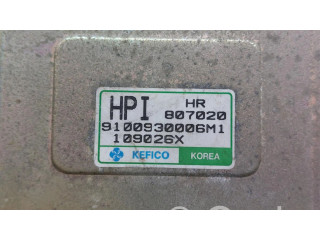 HPI HR
807020
9100930006M1
109026X
KEFICO KOREA